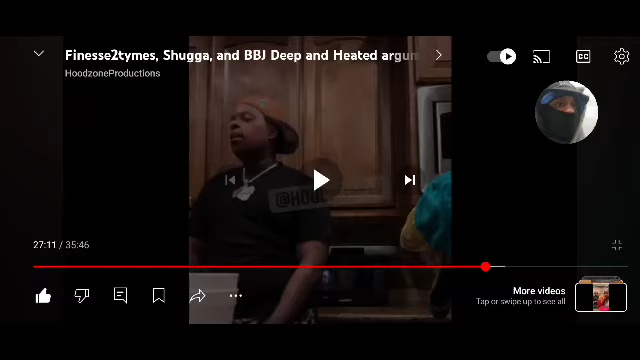 Finesse2tymes, Shugga, and BBJ Deep and Heated argum
HoodzoneProductions
CC
27:11 / 35:46
More videos
Tap or swipe up to see all